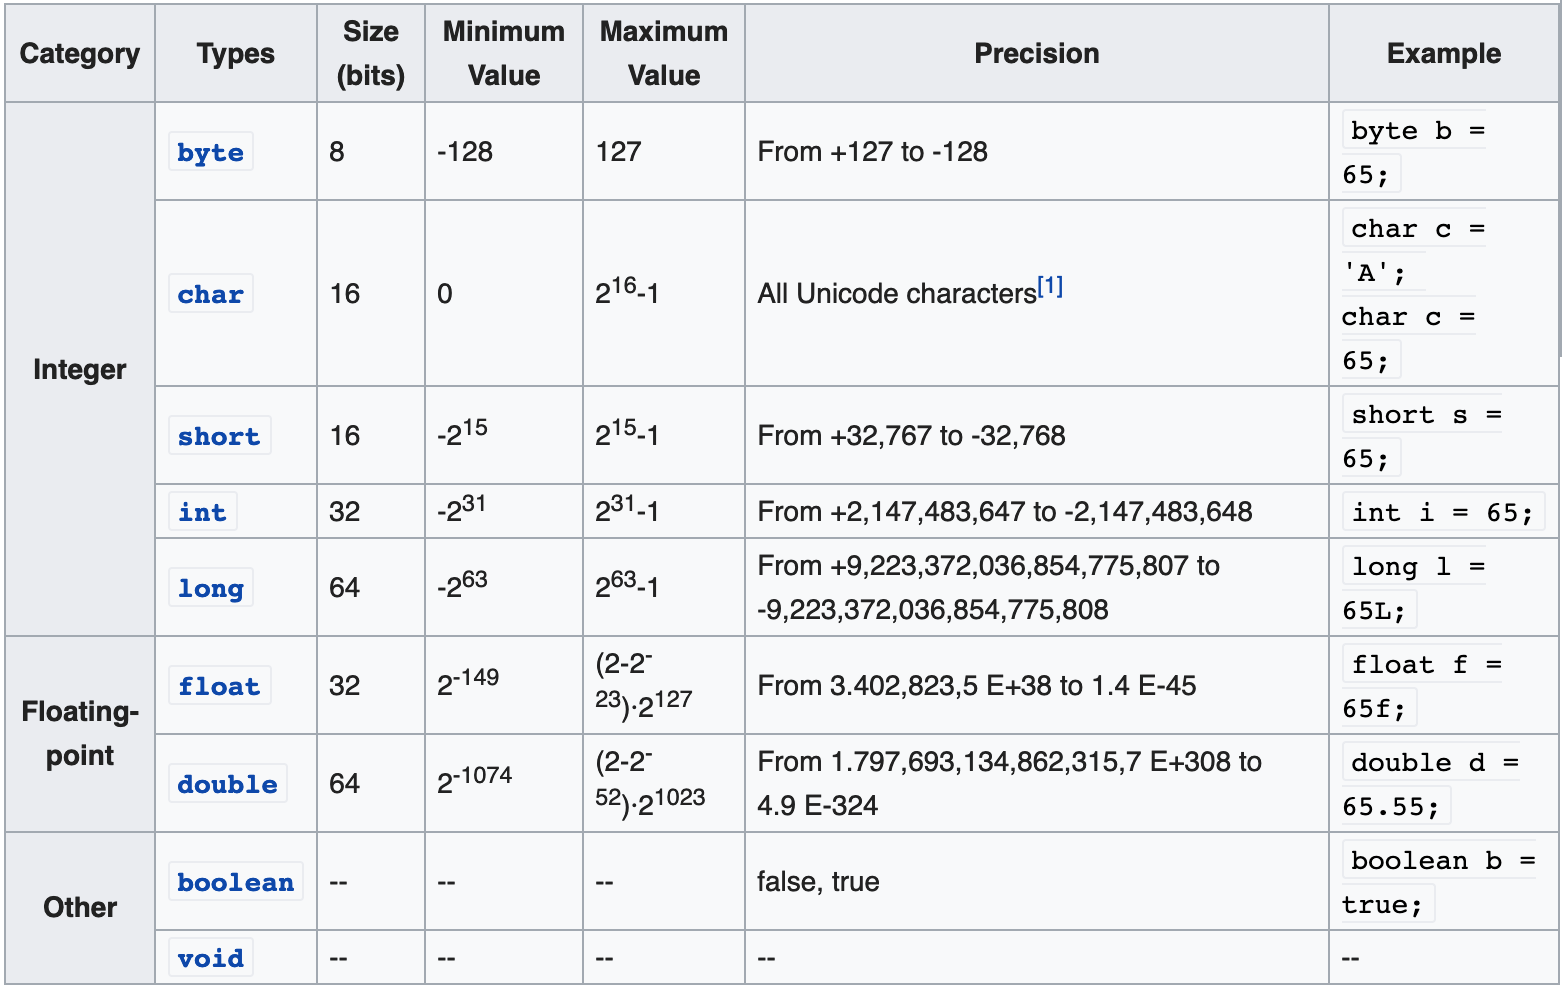 Category Types Size (bits) Minimum Value Maximum Value Precision Example
Integer
byte 8 -128 127 From +127 to -128 byte b = 65;
char 16 0 2^16-1 All Unicode characters[1] char c = 'A'; char c = 65;
short 16 -2^15 2^15-1 From +32,767 to -32,768 short s = 65;
int 32 -2^31 2^31-1 From +2,147,483,647 to -2,147,483,648 int i = 65;
long 64 -2^63 2^63-1 From +9,223,372,036,854,775,807 to -9,223,372,036,854,775,808 long l = 65L;
Floating-point
float 32 2^-149 (2-2^-23)·2^127 From 3.402,823,5 E+38 to 1.4 E-45 float f = 65f;
double 64 2^-1074 (2-2^-52)·2^1023 From 1.797,693,134,862,315,7 E+308 to 4.9 E-324 double d = 65.55;
Other
boolean -- -- -- false, true boolean b = true;
void -- -- -- -- --